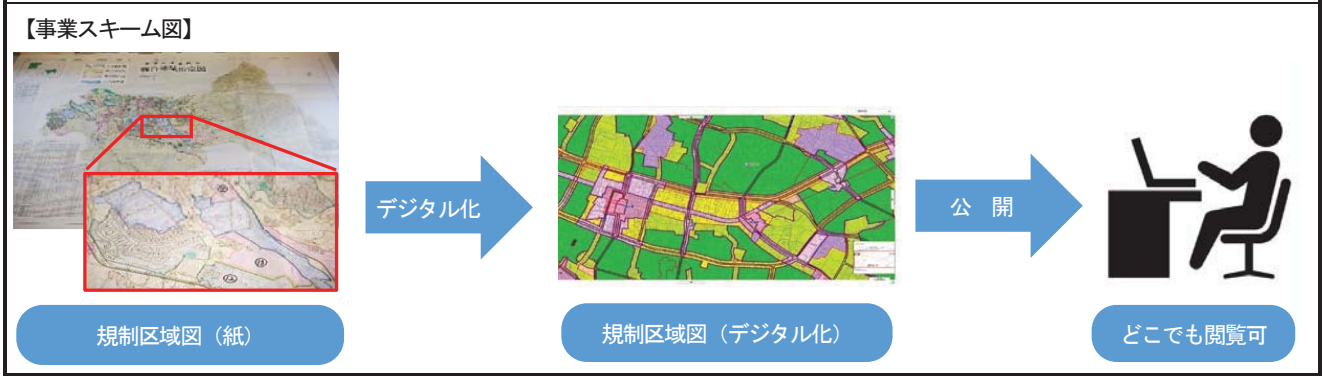 【事業スキーム図】
デジタル化
公 開
規制区域図（紙）
規制区域図（デジタル化）
どこでも閲覧可